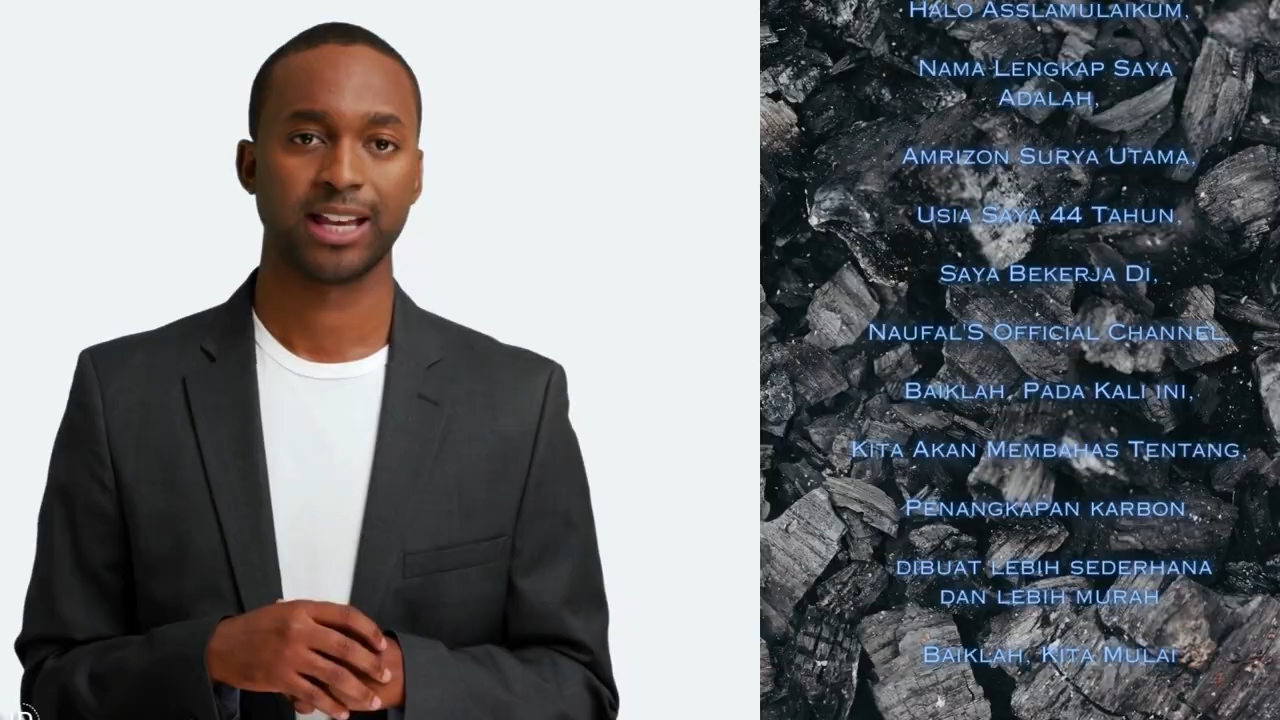 Halo Asslamulaikum,
Nama Lengkap Saya
Adalah,
Amrizon Surya Utama,
Usia Saya 44 Tahun,
Saya Bekerja Di,
Naufal'S Official Channel,
Baiklah, Pada Kali ini,
Kita Akan Membahas Tentang,
Penangkapan karbon,
dibuat lebih sederhana
dan lebih murah
Baiklah, Kita Mulai